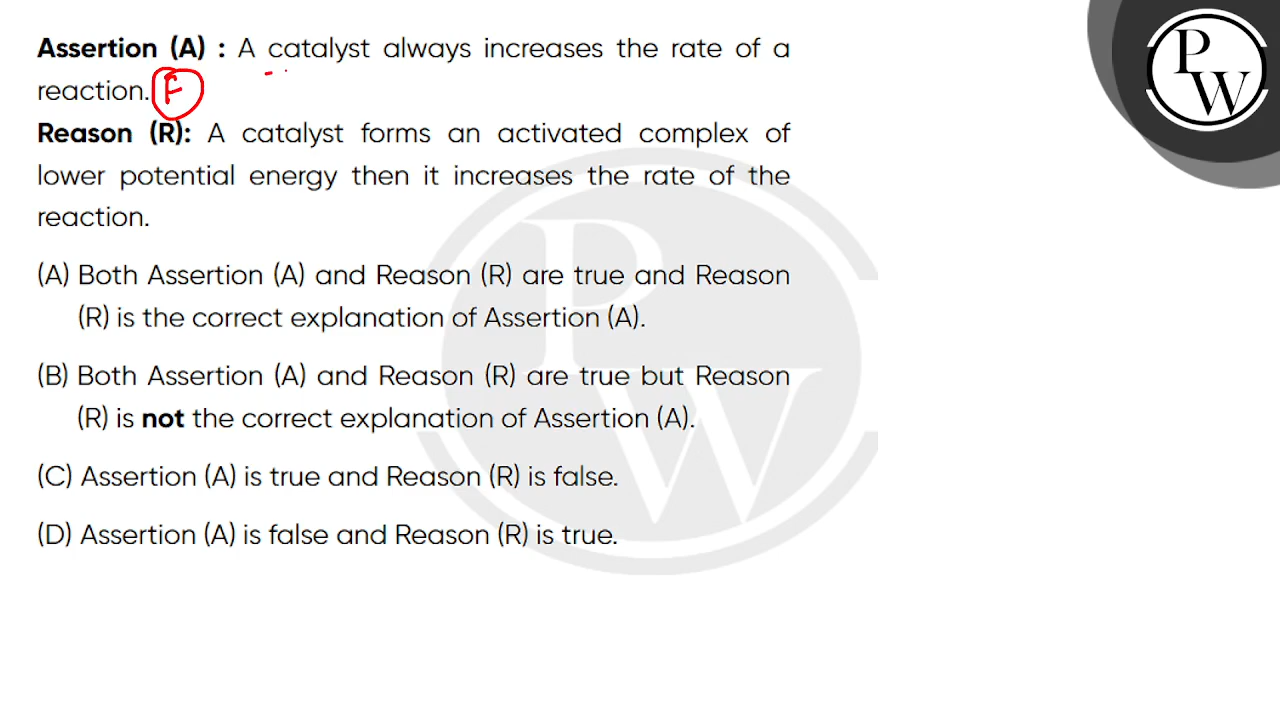 Assertion (A) : A catalyst always increases the rate of a
reaction. F
Reason (R): A catalyst forms an activated complex of
lower potential energy then it increases the rate of the
reaction.
(A) Both Assertion (A) and Reason (R) are true and Reason
(R) is the correct explanation of Assertion (A).
(B) Both Assertion (A) and Reason (R) are true but Reason
(R) is not the correct explanation of Assertion (A).
(C) Assertion (A) is true and Reason (R) is false.
(D) Assertion (A) is false and Reason (R) is true.
P
W
P
W